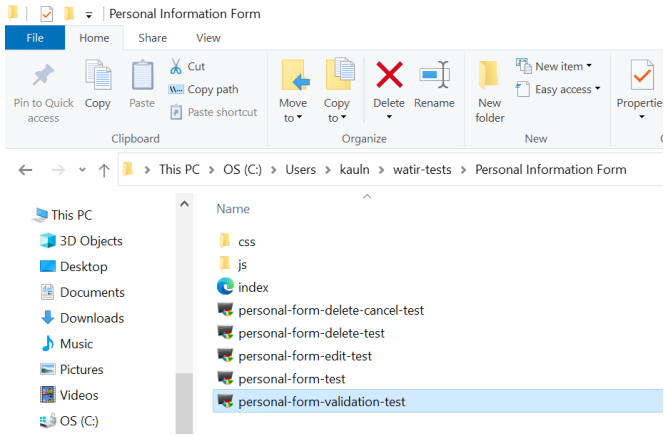 Personal Information Form
File Home Share View
Pin to Quick access
Copy
Paste
Cut
Copy path
Paste shortcut
Clipboard
Move to
Copy to
Delete
Rename
Organize
New folder
New item
Easy access
New
Properties
This PC OS (C:) Users kauln watir-tests Personal Information Form
This PC
3D Objects
Desktop
Documents
Downloads
Music
Pictures
Videos
OS (C:)
Name
css
js
index
personal-form-delete-cancel-test
personal-form-delete-test
personal-form-edit-test
personal-form-test
personal-form-validation-test